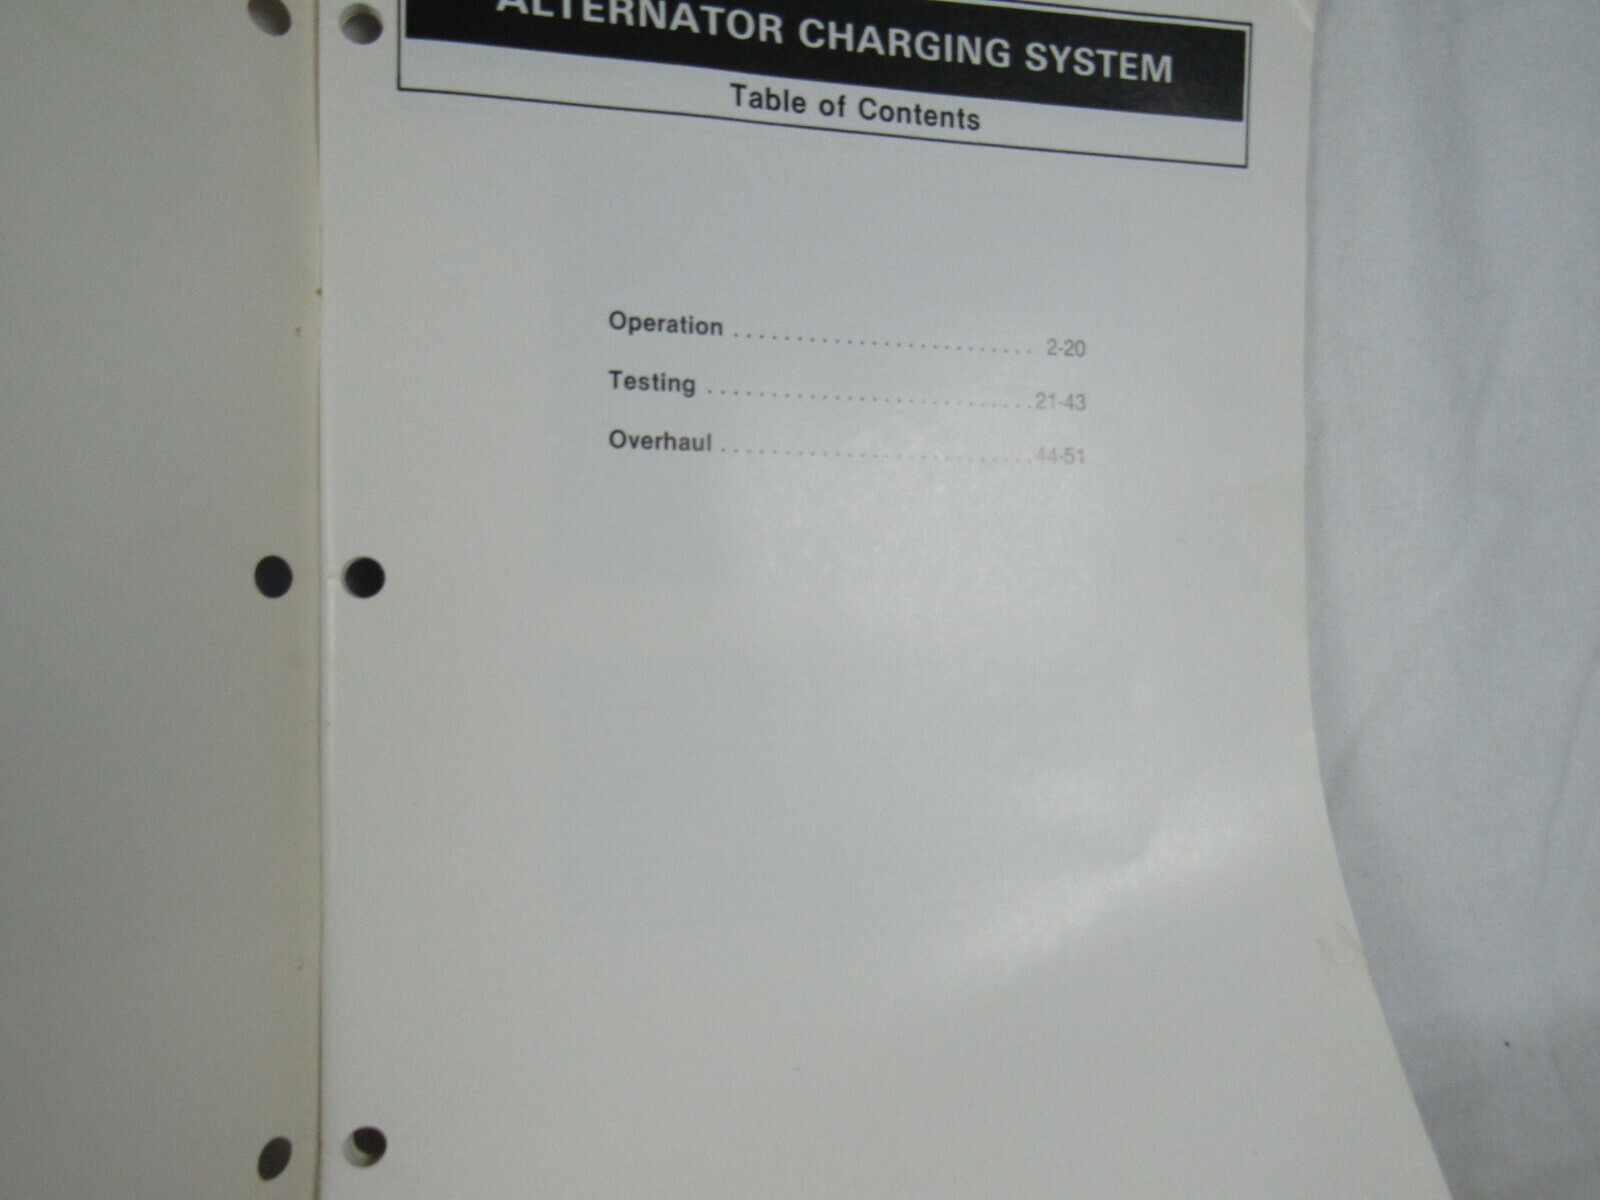 ALTERNATOR CHARGING SYSTEM
Table of Contents
Operation ......................... 2-20
Testing ...........................21-43
Overhaul ..........................44-51